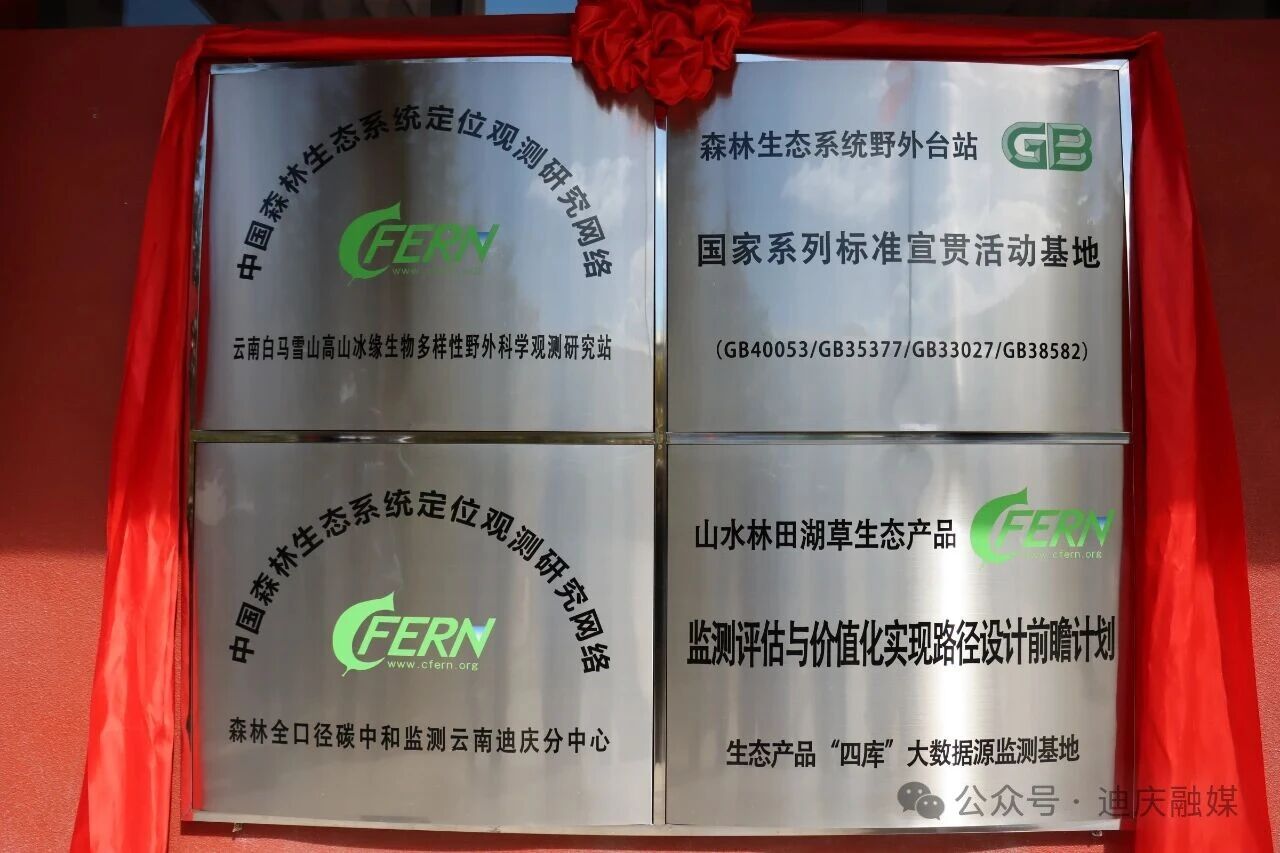 中国森林生态系统定位观测研究网络
CFERN
www.cfern.org
云南白马雪山高山冰缘生物多样性野外科学观测研究站
森林生态系统野外台站
GB
国家系列标准宣贯活动基地
（GB40053/GB35377/GB33027/GB38582）
中国森林生态系统定位观测研究网络
CFERN
www.cfern.org
森林全口径碳中和监测云南迪庆分中心
山水林田湖草生态产品
CFERN
www.cfern.org
监测评估与价值化实现路径设计前瞻计划
生态产品“四库”大数据源监测基地
公众号·迪庆融媒